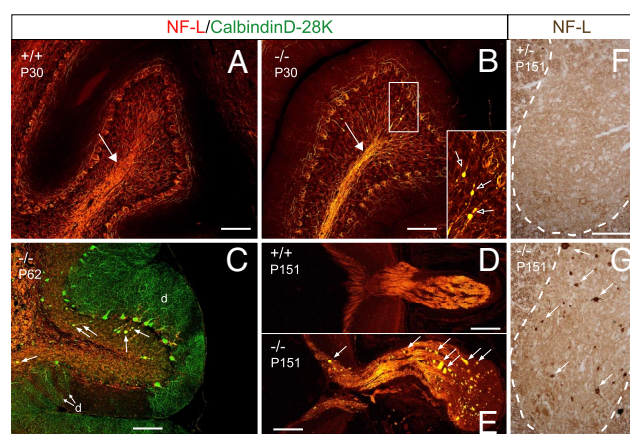 NF-L/CalbindinD-28K
NF-L
+/+
P30
A
-/-
P30
B
+/-
P151
F
-/-
P62
C
d
d
+/+
P151
D
-/-
P151
E
-/-
P151
G